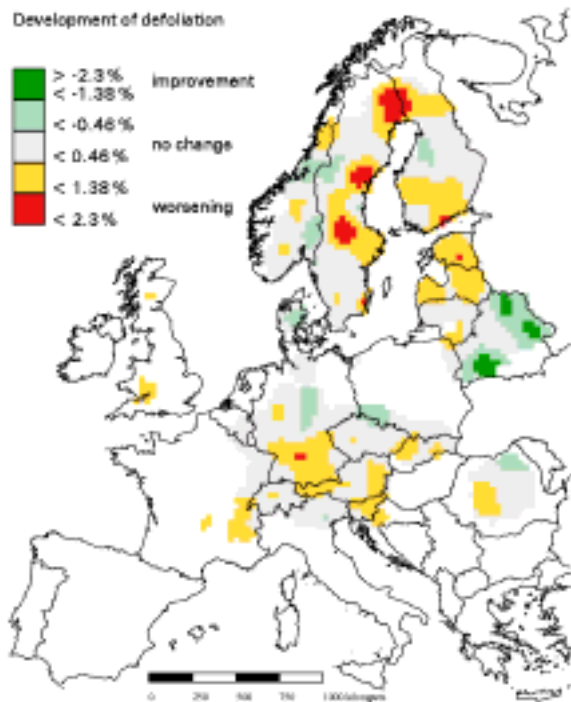 Development of defoliation
> -2.3%
< -1.38% improvement
< -0.46%
< 0.46% no change
< 1.38%
< 2.3% worsening
0 250 500 750 1000 kilometers